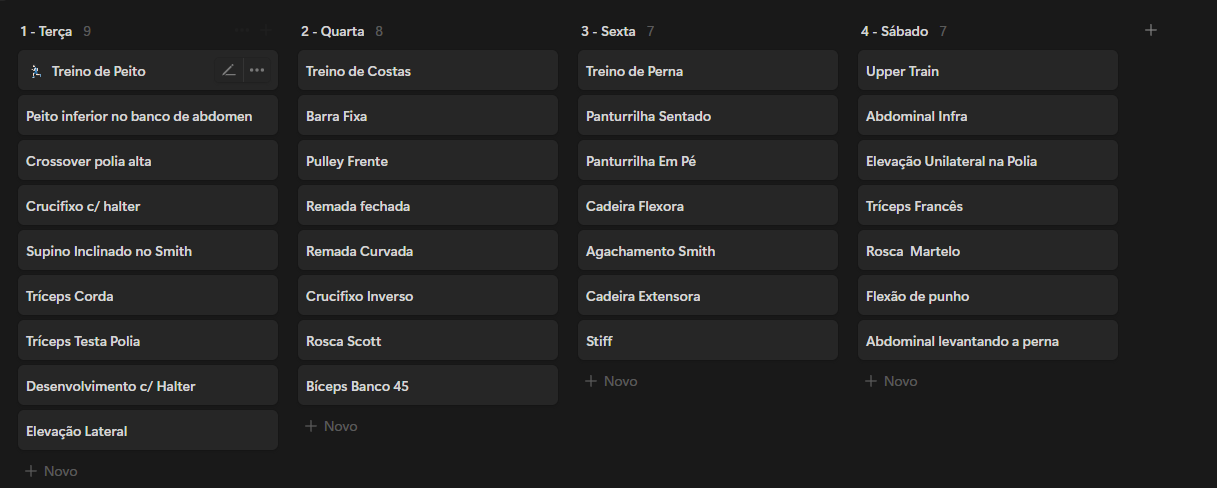 1 - Terça 9
Treino de Peito
Peito inferior no banco de abdomen
Crossover polia alta
Crucifixo c/ halter
Supino Inclinado no Smith
Tríceps Corda
Tríceps Testa Polia
Desenvolvimento c/ Halter
Elevação Lateral
+ Novo
2 - Quarta 8
Treino de Costas
Barra Fixa
Pulley Frente
Remada fechada
Remada Curvada
Crucifixo Inverso
Rosca Scott
Bíceps Banco 45
+ Novo
3 - Sexta 7
Treino de Perna
Panturrilha Sentado
Panturrilha Em Pé
Cadeira Flexora
Agachamento Smith
Cadeira Extensora
Stiff
+ Novo
4 - Sábado 7
Upper Train
Abdominal Infra
Elevação Unilateral na Polia
Tríceps Francês
Rosca  Martelo
Flexão de punho
Abdominal levantando a perna
+ Novo